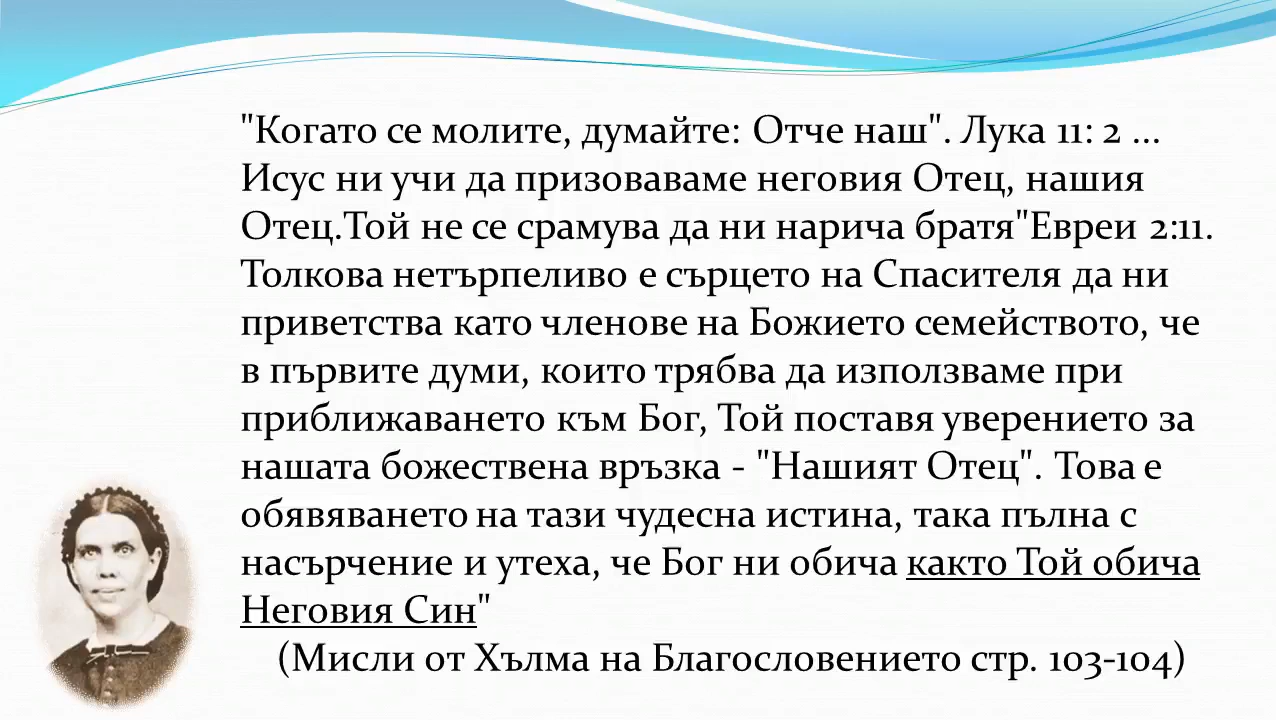 "Когато се молите, думайте: Отче наш". Лука 11: 2 ...
Исус ни учи да призоваваме неговия Отец, нашия
Отец.Той не се срамува да ни нарича братя"Евреи 2:11.
Толкова нетърпеливо е сърцето на Спасителя да ни
приветства като членове на Божието семейството, че
в първите думи, които трябва да използваме при
приближаването към Бог, Той поставя уверението за
нашата божествена връзка - "Нашият Отец". Това е
обявяването на тази чудесна истина, така пълна с
насърчение и утеха, че Бог ни обича както Той обича
Неговия Син"
(Мисли от Хълма на Благословението стр. 103-104)